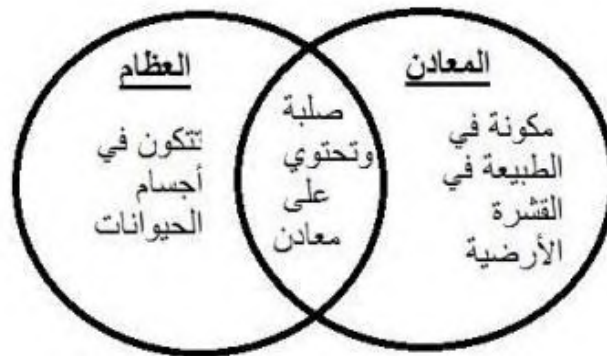 المعادن
مكونة في
الطبيعة في
القشرة
الأرضية
صلبة
وتحتوي
على
معادن
العظام
تتكون في
أجسام
الحيوانات